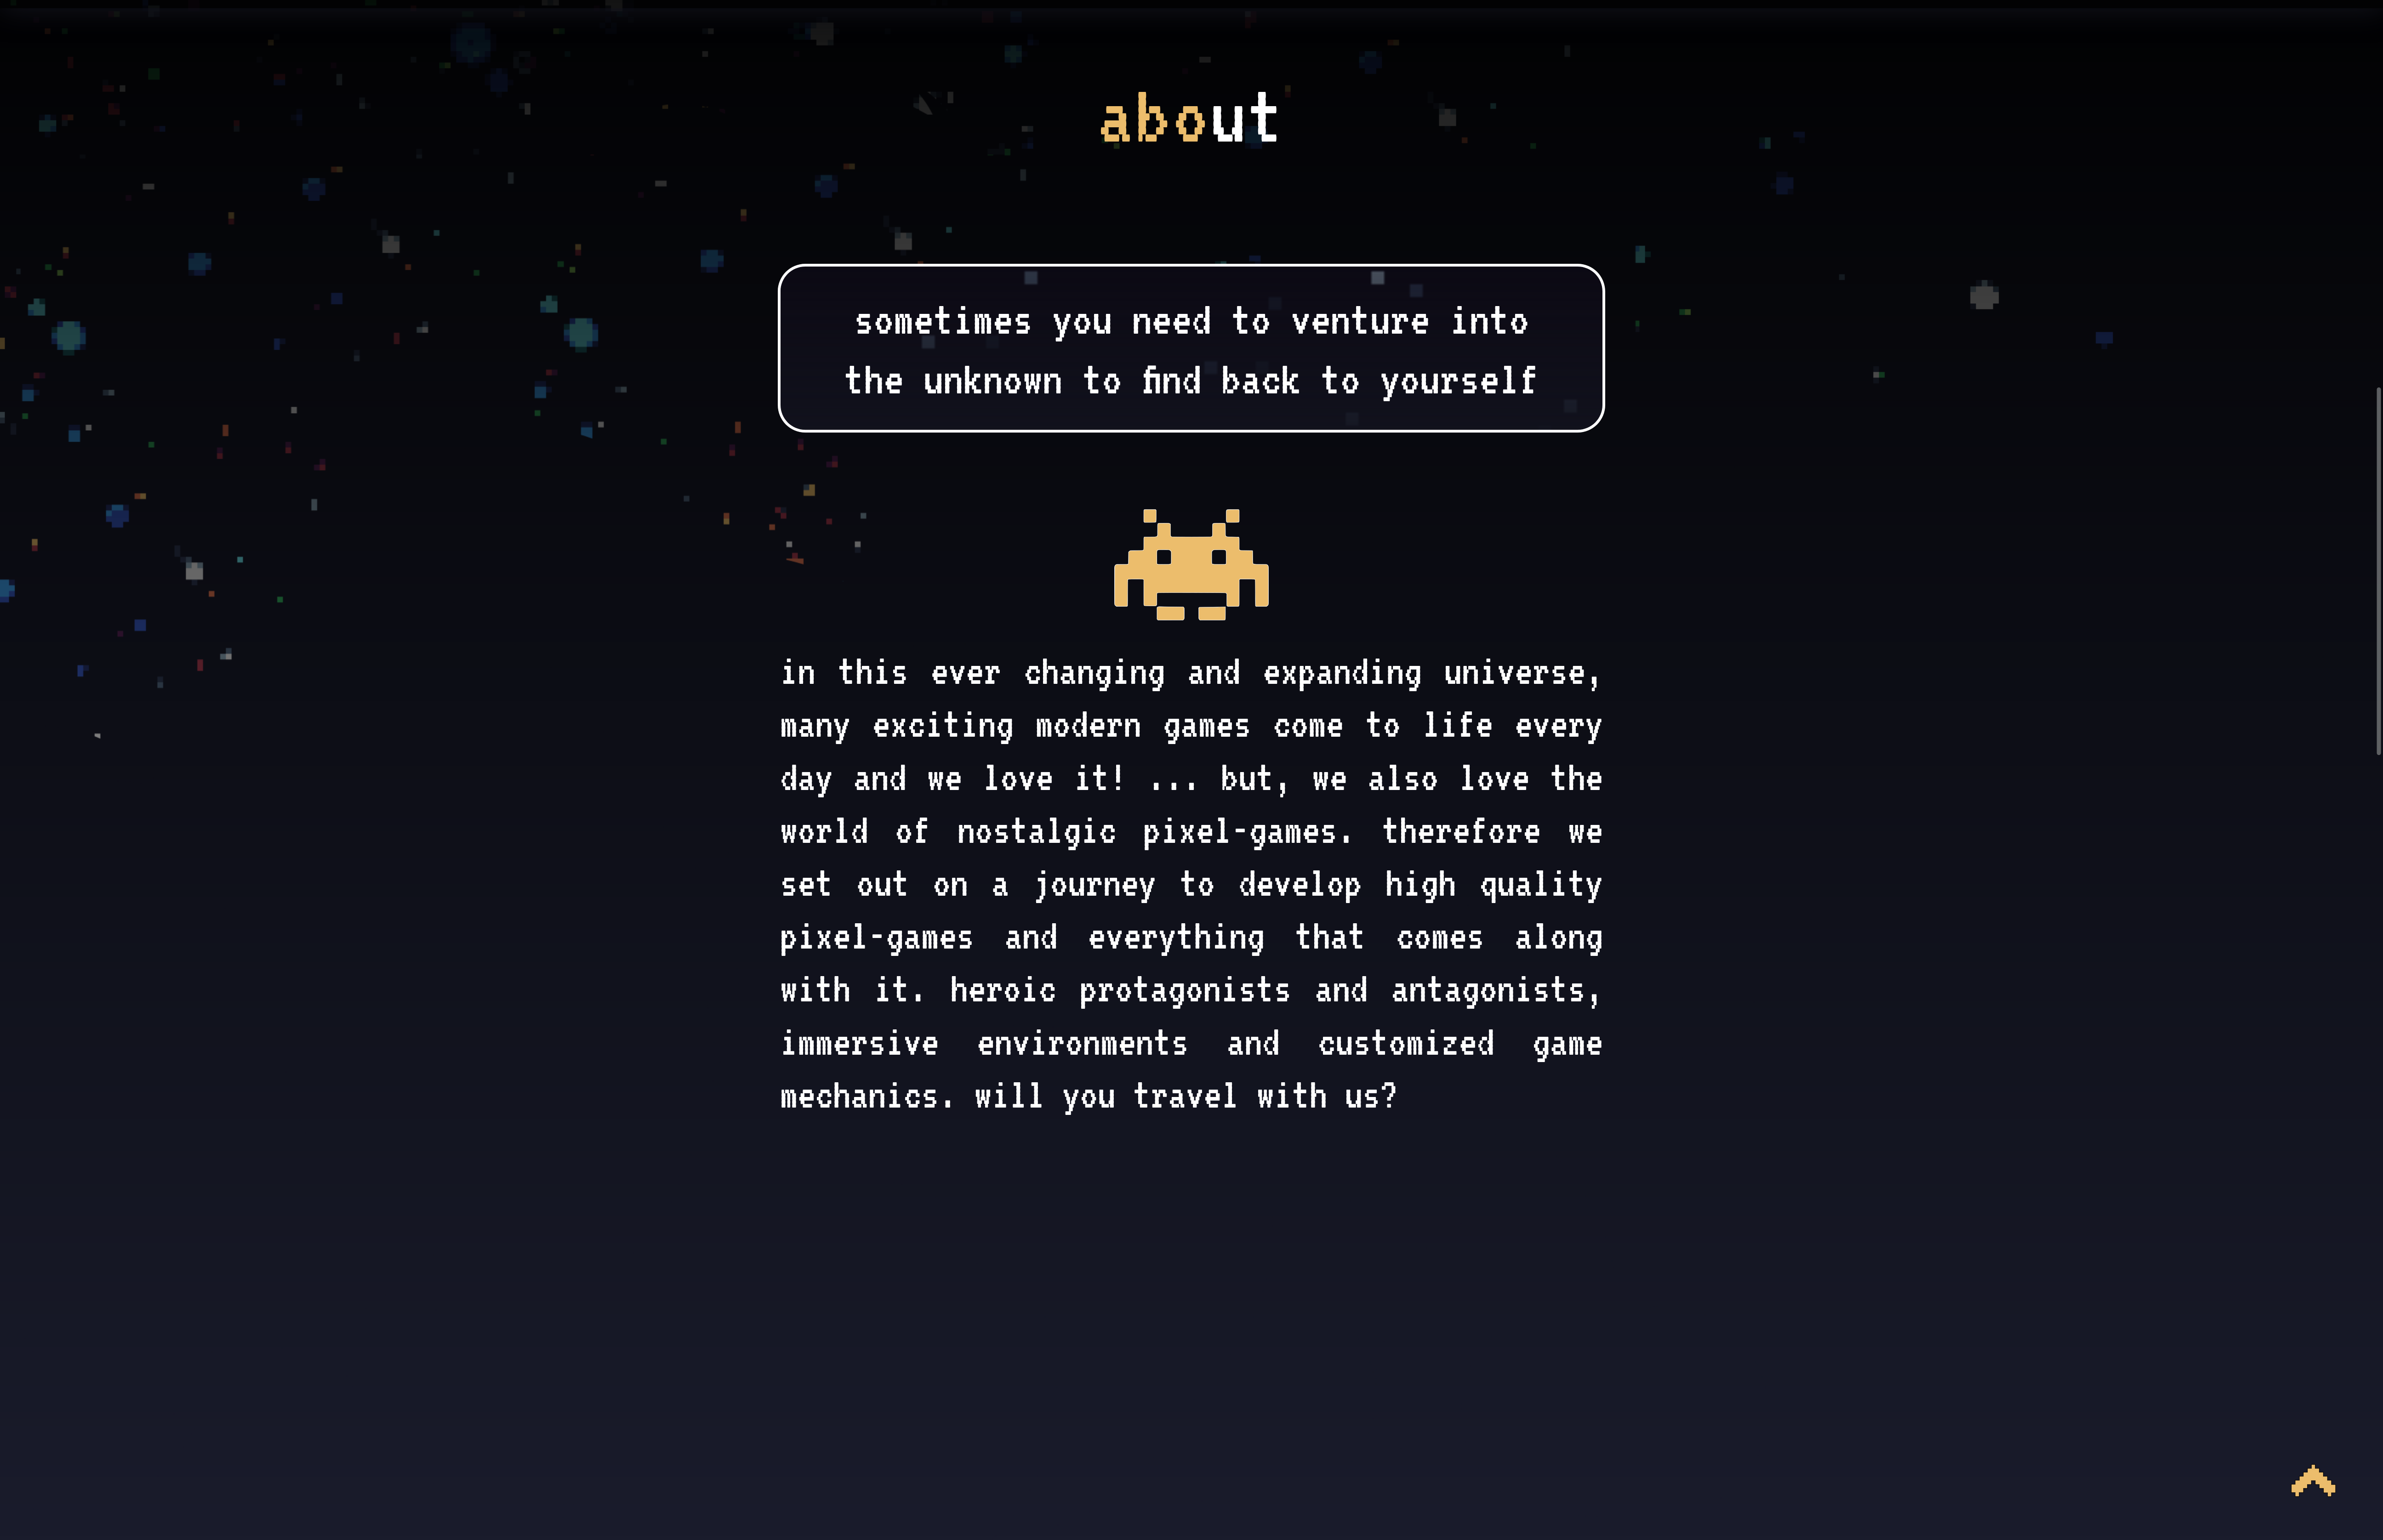 about
sometimes you need to venture into
the unknown to find back to yourself
in this ever changing and expanding universe,
many exciting modern games come to life every
day and we love it! ... but, we also love the
world of nostalgic pixel-games. therefore we
set out on a journey to develop high quality
pixel-games and everything that comes along
with it. heroic protagonists and antagonists,
immersive environments and customized game
mechanics. will you travel with us?